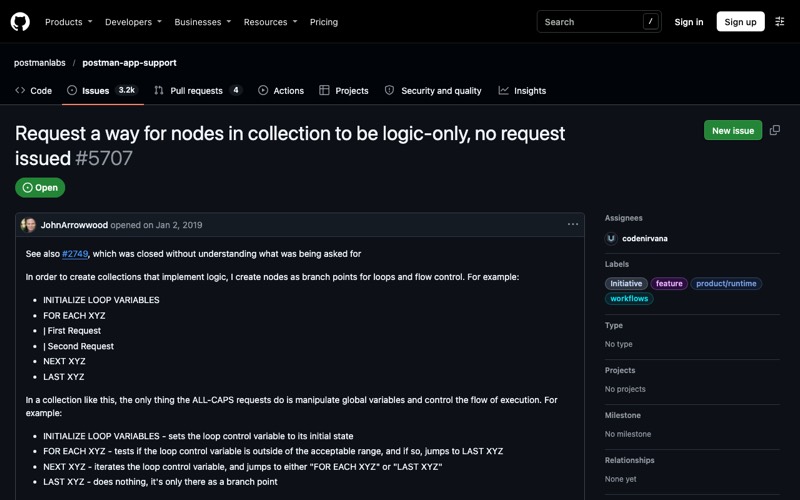 Products Developers Businesses Resources Pricing Search / Sign in Sign up
postmanlabs / postman-app-support
Code Issues 3.2k Pull requests 4 Actions Projects Security and quality Insights
Request a way for nodes in collection to be logic-only, no request
issued #5707
New issue
Open
JohnArrowwood opened on Jan 2, 2019
See also #2749, which was closed without understanding what was being asked for
In order to create collections that implement logic, I create nodes as branch points for loops and flow control. For example:
• INITIALIZE LOOP VARIABLES
• FOR EACH XYZ
• | First Request
• | Second Request
• NEXT XYZ
• LAST XYZ
In a collection like this, the only thing the ALL-CAPS requests do is manipulate global variables and control the flow of execution. For
example:
• INITIALIZE LOOP VARIABLES - sets the loop control variable to its initial state
• FOR EACH XYZ - tests if the loop control variable is outside of the acceptable range, and if so, jumps to LAST XYZ
• NEXT XYZ - iterates the loop control variable, and jumps to either "FOR EACH XYZ" or "LAST XYZ"
• LAST XYZ - does nothing, it's only there as a branch point
Assignees
codenirvana
Labels
Initiative feature product/runtime
workflows
Type
No type
Projects
No projects
Milestone
No milestone
Relationships
None yet